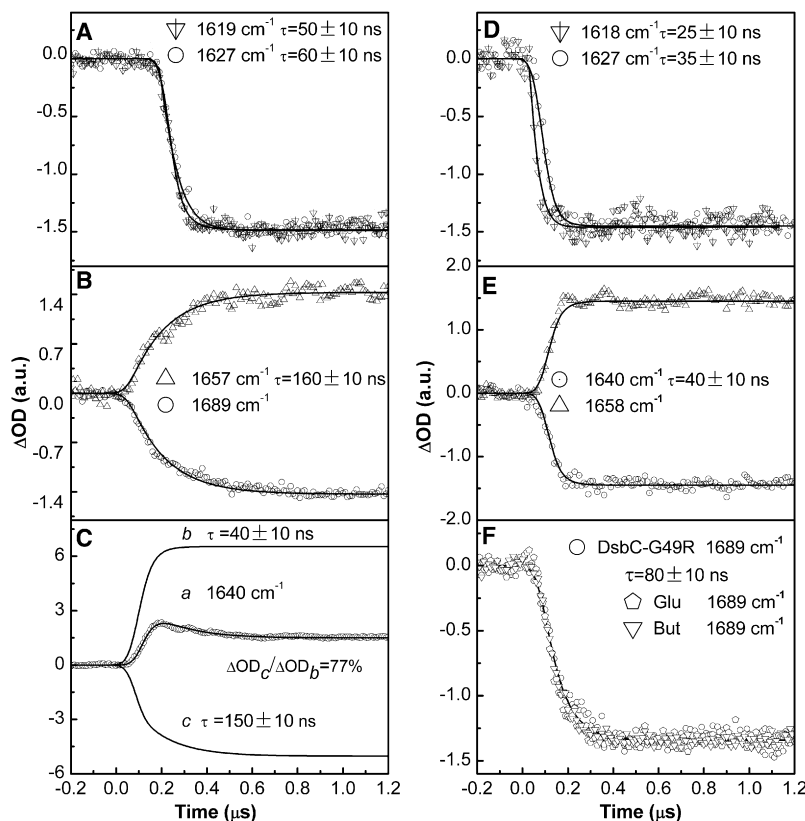 A
1619 cm-1 τ=50±10 ns
1627 cm-1 τ=60±10 ns
0.0
-0.5
-1.0
-1.5
B
1.4
0.7
0.0
-0.7
-1.4
1657 cm-1 τ=160±10 ns
1689 cm-1
ΔOD (a.u.)
C
b τ=40±10 ns
a 1640 cm-1
ΔODc/ΔODb=77%
c τ=150±10 ns
6
3
0
-3
-6
-0.2 0.0 0.2 0.4 0.6 0.8 1.0 1.2
Time (μs)
D
1618 cm-1 τ=25±10 ns
1627 cm-1 τ=35±10 ns
0.0
-0.5
-1.0
-1.5
2.0
E
1.0
0.0
-1.0
-2.0
1640 cm-1 τ=40±10 ns
1658 cm-1
ΔOD (a.u.)
F
DsbC-G49R 1689 cm-1
τ=80±10 ns
Glu 1689 cm-1
But 1689 cm-1
0.0
-0.5
-1.0
-1.5
-0.2 0.0 0.2 0.4 0.6 0.8 1.0 1.2
Time (μs)